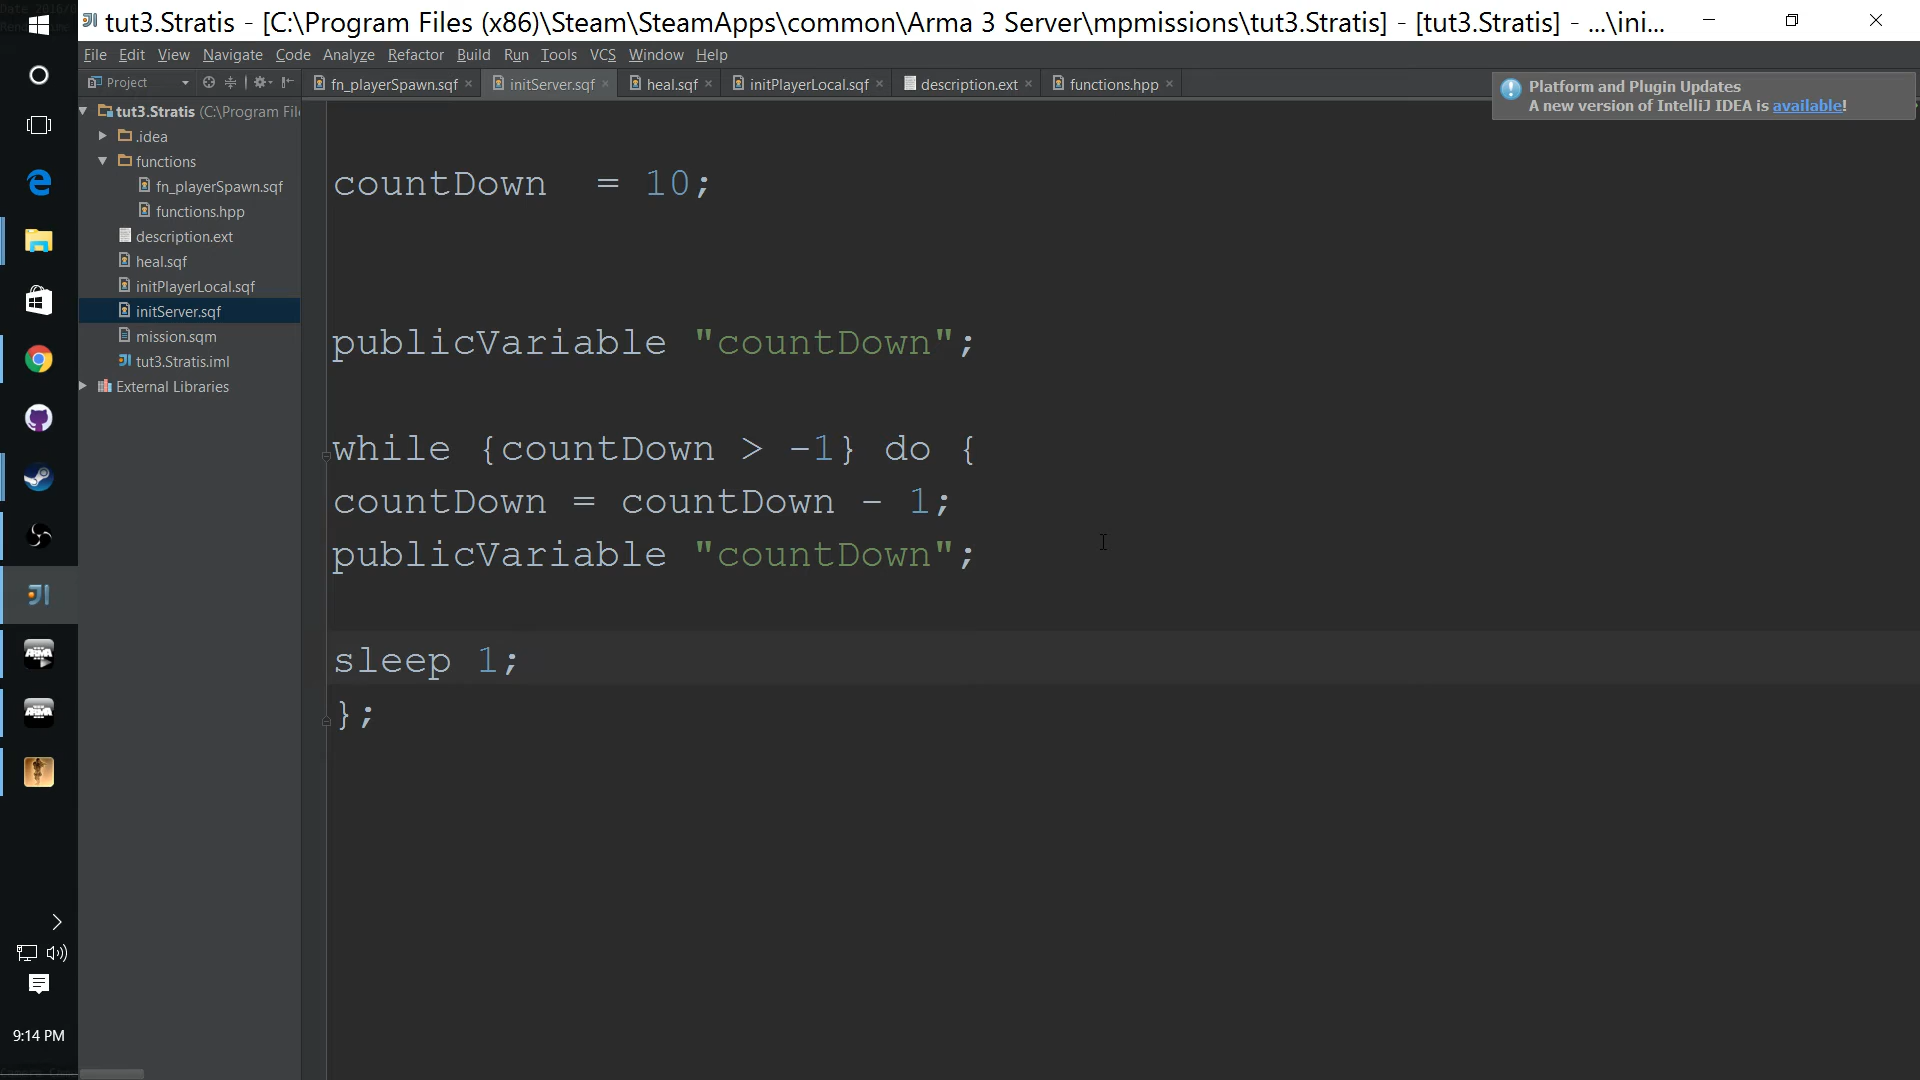 tut3.Stratis - [C:\Program Files (x86)\Steam\SteamApps\common\Arma 3 Server\mpmissions\tut3.Stratis] - [tut3.Stratis] - ...\ini...
File Edit View Navigate Code Analyze Refactor Build Run Tools VCS Window Help
Project
fn_playerSpawn.sqf initServer.sqf heal.sqf initPlayerLocal.sqf description.ext functions.hpp
Platform and Plugin Updates
A new version of IntelliJ IDEA is available!
tut3.Stratis (C:\Program File
.idea
functions
fn_playerSpawn.sqf
functions.hpp
description.ext
heal.sqf
initPlayerLocal.sqf
initServer.sqf
mission.sqm
tut3.Stratis.iml
External Libraries
countDown  = 10;
publicVariable "countDown";
while {countDown > -1} do {
countDown = countDown - 1;
publicVariable "countDown";
sleep 1;
};
ARMA
ARMA
9:14 PM